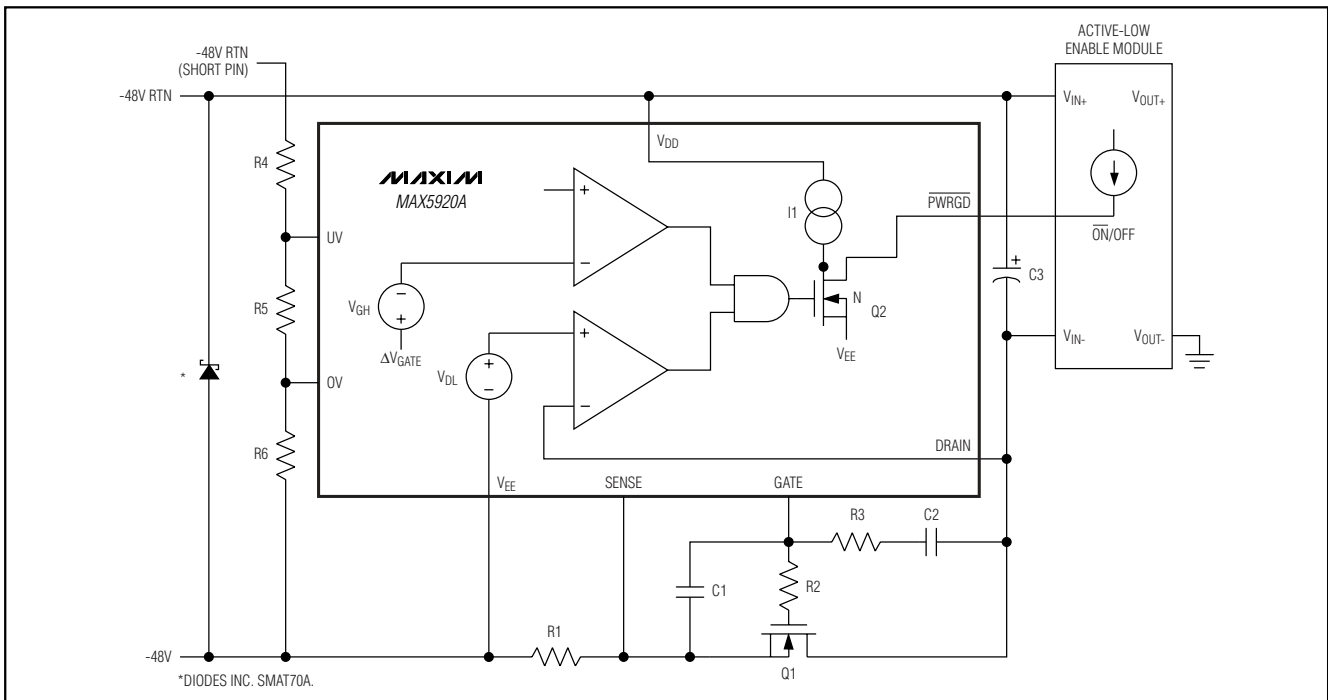 ACTIVE-LOW
ENABLE MODULE
-48V RTN
(SHORT PIN)
-48V RTN
VIN+
VOUT+
VDD
R4
MAXIM
MAX5920A
+
-
I1
PWRGD
ON/OFF
UV
VGH
-
+
ΔVGATE
R5
N
Q2
VEE
+
C3
VIN-
VOUT-
VDL
+
-
+
-
*
OV
R6
DRAIN
VEE
SENSE
GATE
R3
C2
C1
R2
R1
-48V
Q1
*DIODES INC. SMAT70A.